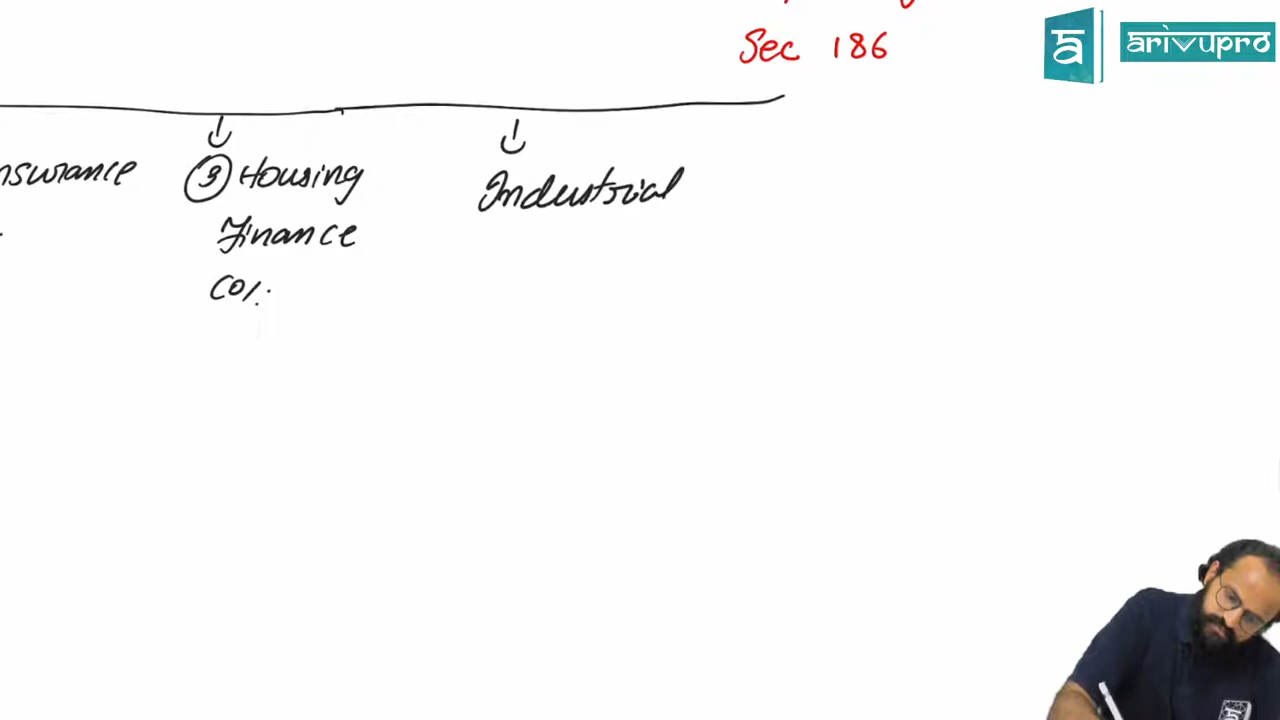 Sec 186
ā arivupro
nsurance
③ Housing
Finance
Co/.
Industrial